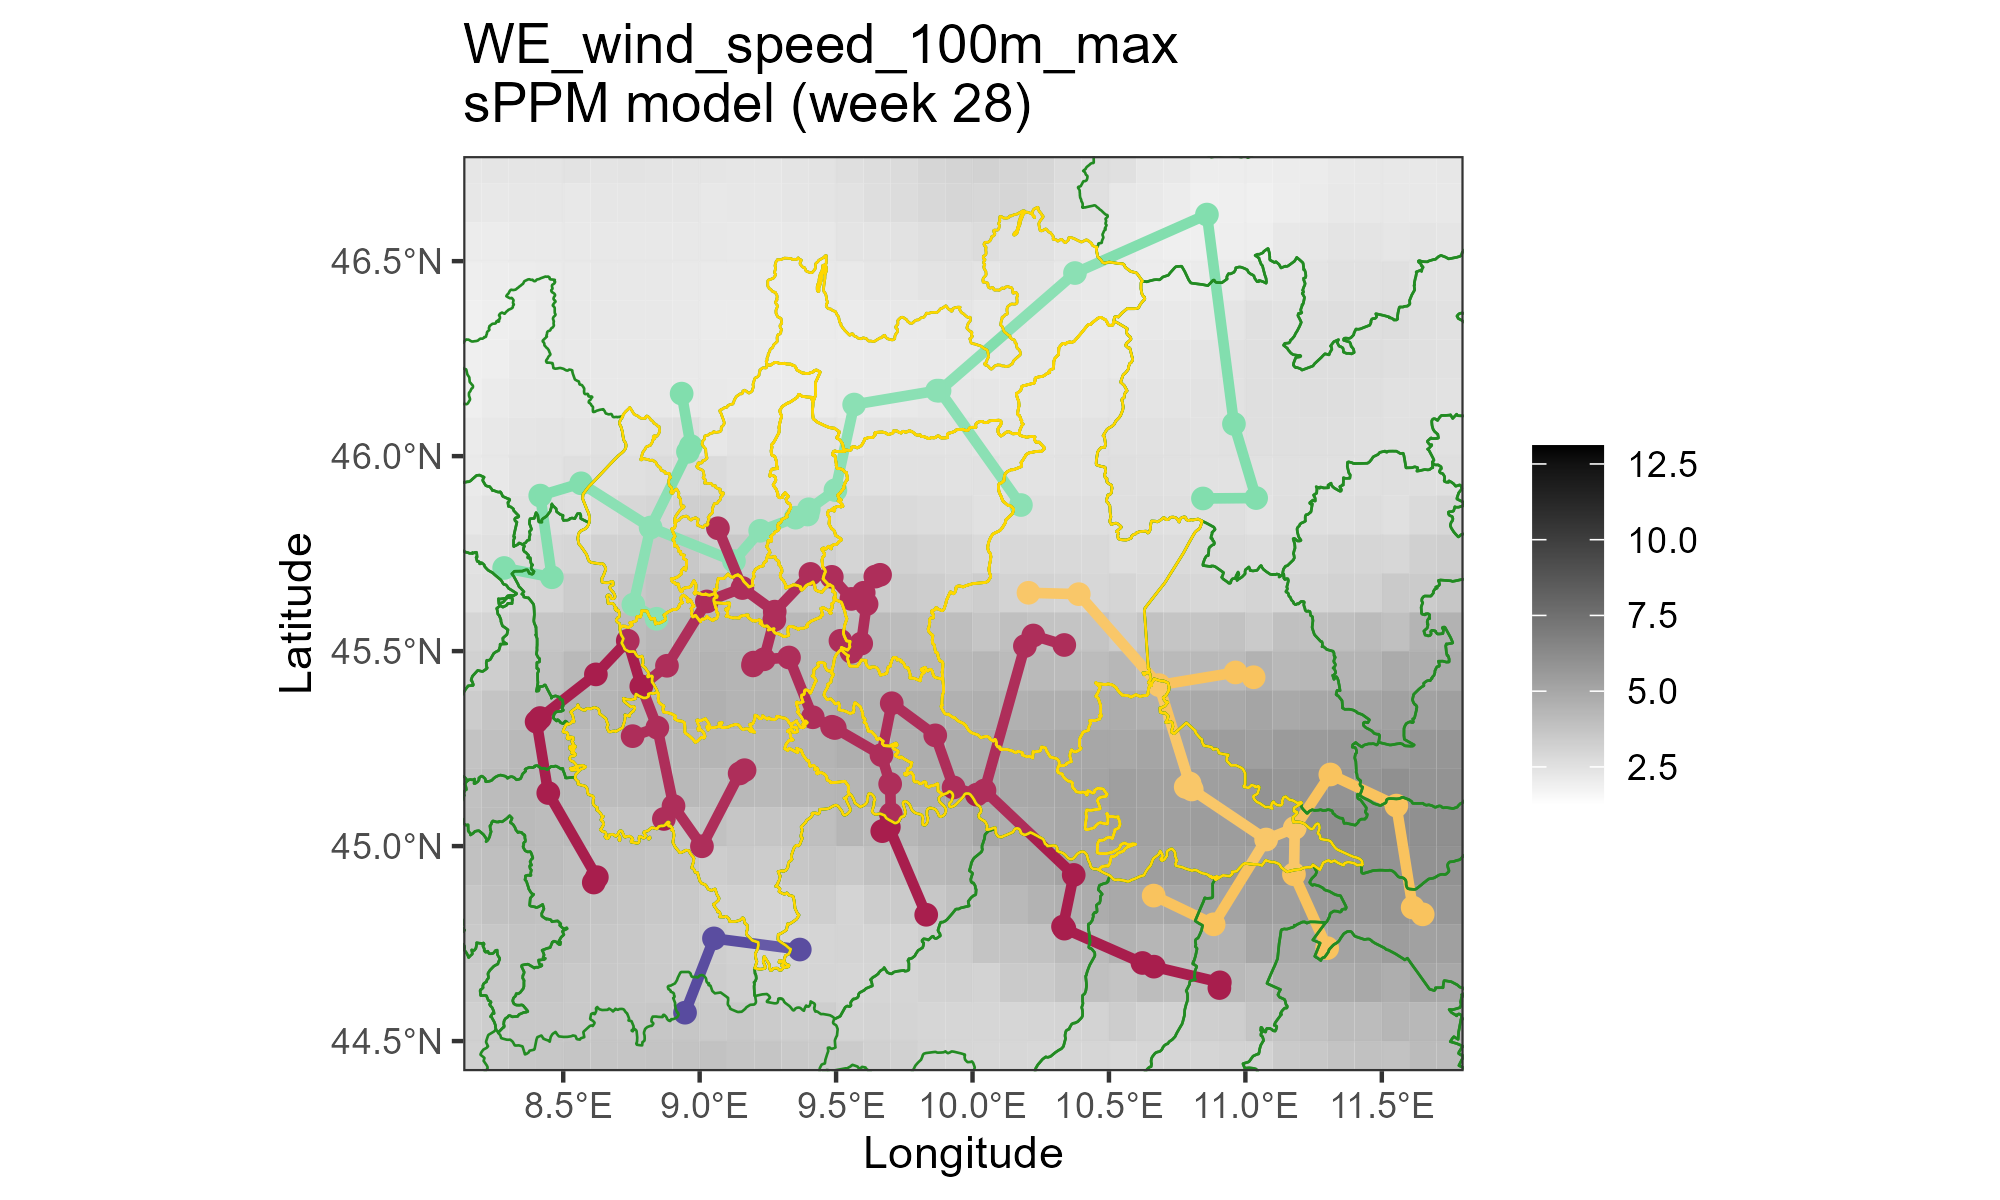 WE_wind_speed_100m_max
sPPM model (week 28)
46.5°N
46.0°N
45.5°N
45.0°N
44.5°N
Latitude
8.5°E
9.0°E
9.5°E
10.0°E
10.5°E
11.0°E
11.5°E
Longitude
12.5
10.0
7.5
5.0
2.5